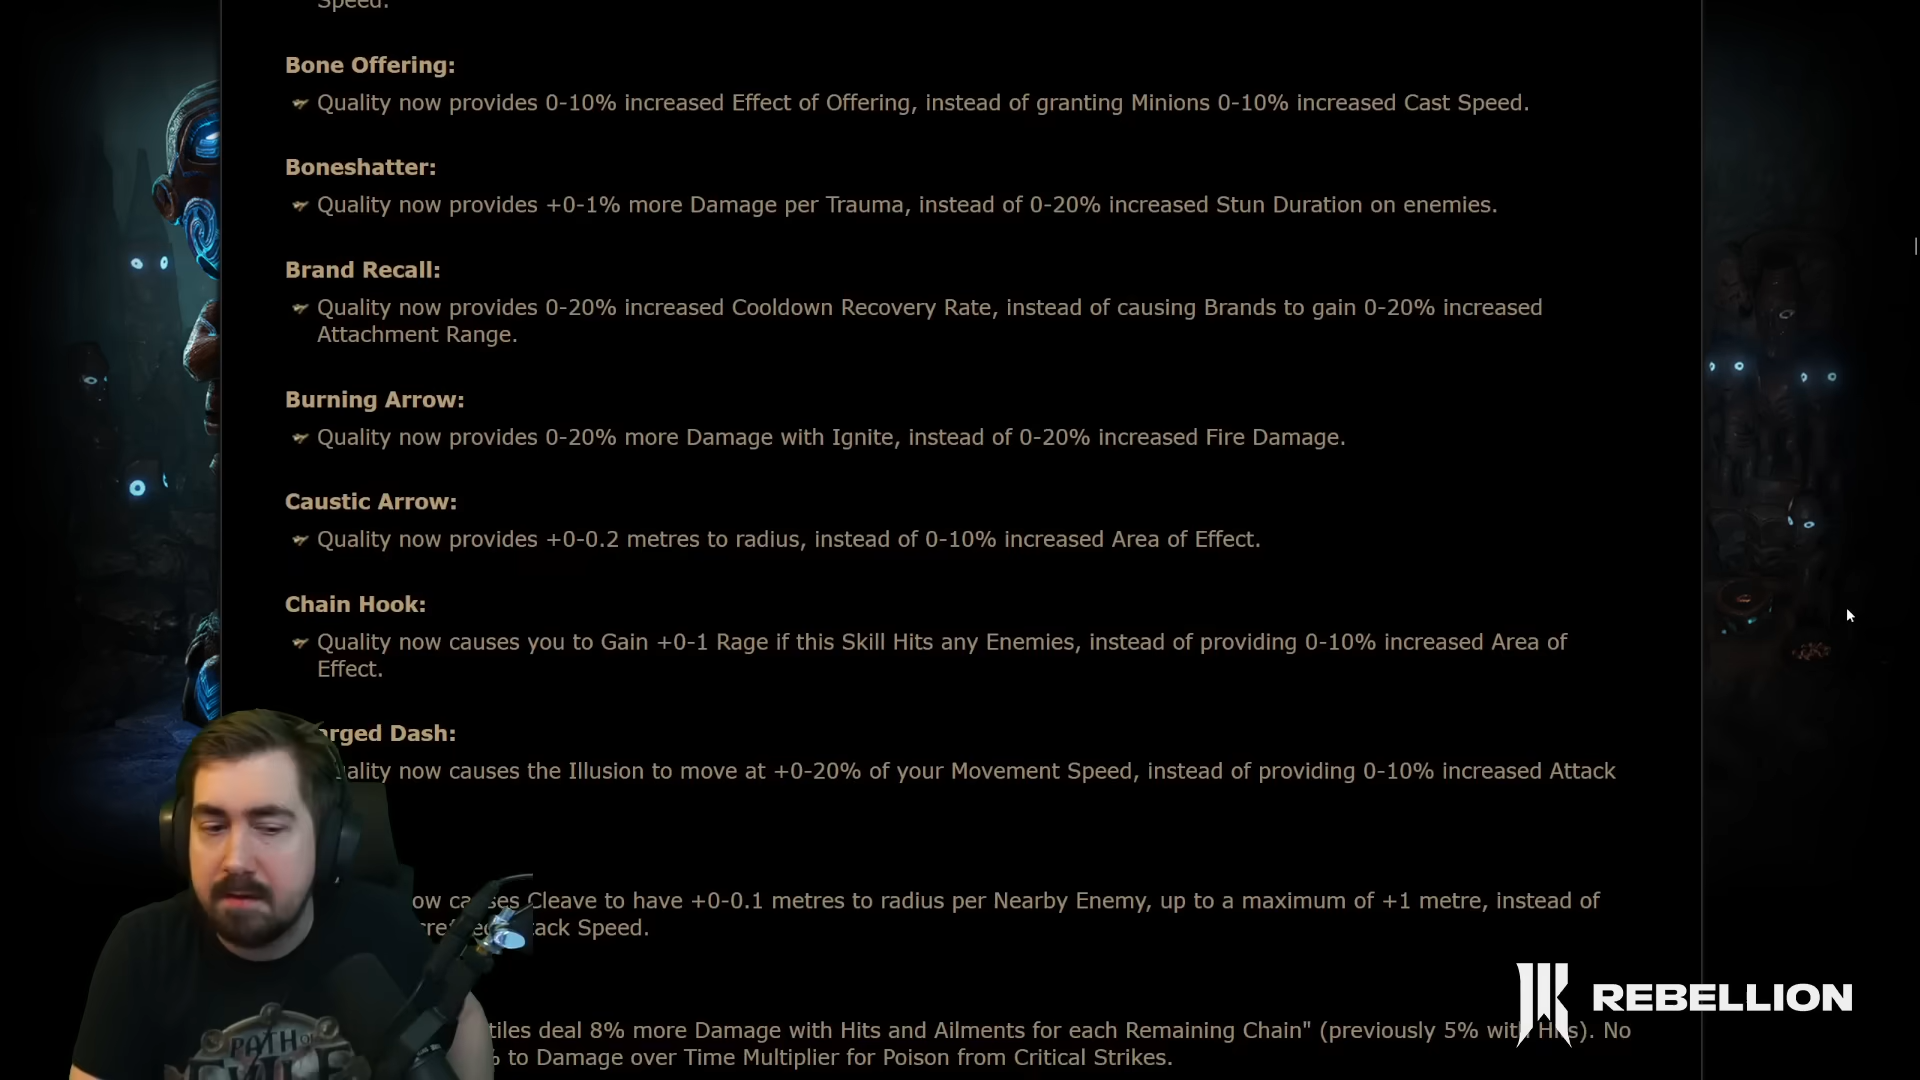 Speed.
Bone Offering:
Quality now provides 0-10% increased Effect of Offering, instead of granting Minions 0-10% increased Cast Speed.
Boneshatter:
Quality now provides +0-1% more Damage per Trauma, instead of 0-20% increased Stun Duration on enemies.
Brand Recall:
Quality now provides 0-20% increased Cooldown Recovery Rate, instead of causing Brands to gain 0-20% increased
Attachment Range.
Burning Arrow:
Quality now provides 0-20% more Damage with Ignite, instead of 0-20% increased Fire Damage.
Caustic Arrow:
Quality now provides +0-0.2 metres to radius, instead of 0-10% increased Area of Effect.
Chain Hook:
Quality now causes you to Gain +0-1 Rage if this Skill Hits any Enemies, instead of providing 0-10% increased Area of
Effect.
arged Dash:
ality now causes the Illusion to move at +0-20% of your Movement Speed, instead of providing 0-10% increased Attack
Cleave to have +0-0.1 metres to radius per Nearby Enemy, up to a maximum of +1 metre, instead of
tack Speed.
tiles deal 8% more Damage with Hits and Ailments for each Remaining Chain" (previously 5% with Hits). No
% to Damage over Time Multiplier for Poison from Critical Strikes.
PATH OF
EXILE
REBELLION